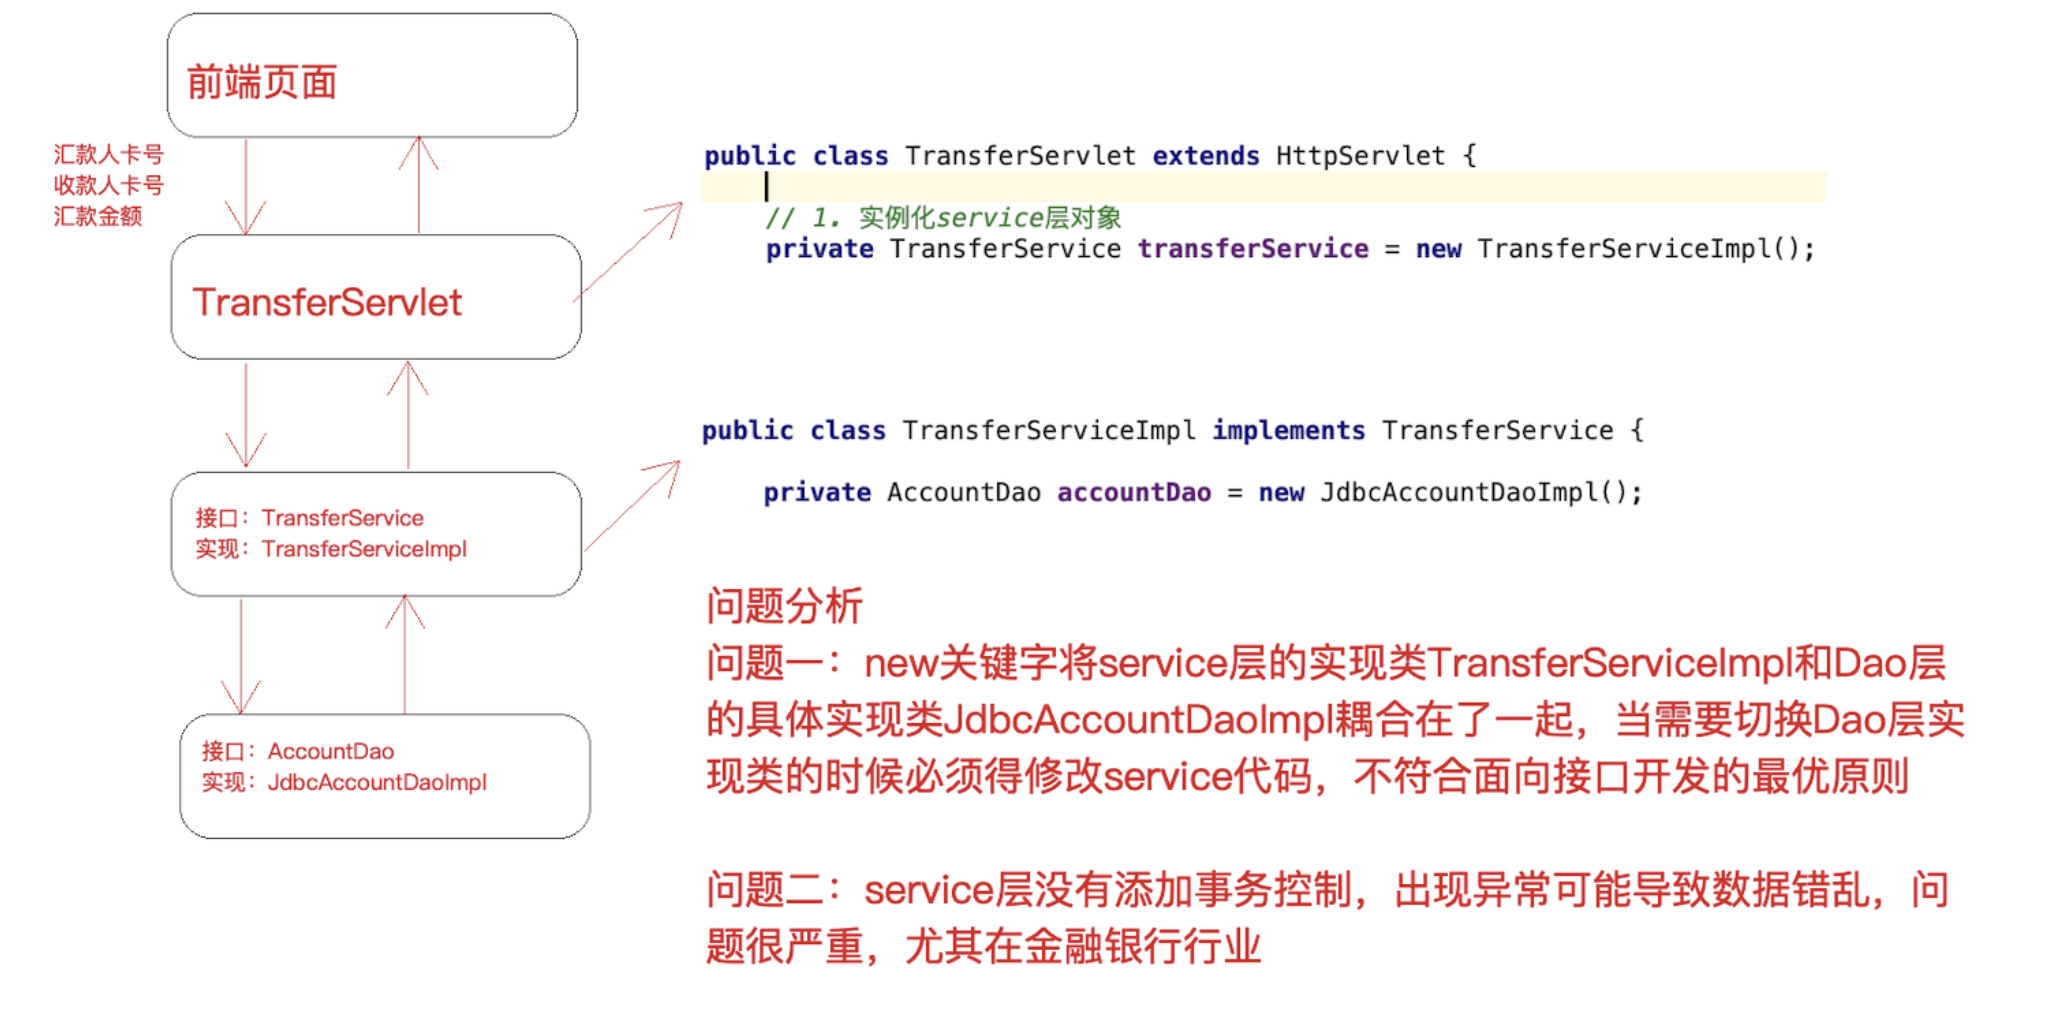 前端页面
汇款人卡号
收款人卡号
汇款金额
TransferServlet
接口：TransferService
实现：TransferServiceImpl
接口：AccountDao
实现：JdbcAccountDaoImpl
public class TransferServlet extends HttpServlet {
// 1. 实例化service层对象
private TransferService transferService = new TransferServiceImpl();
public class TransferServiceImpl implements TransferService {
private AccountDao accountDao = new JdbcAccountDaoImpl();
问题分析
问题一：new关键字将service层的实现类TransferServiceImpl和Dao层
的具体实现类JdbcAccountDaoImpl耦合在了一起，当需要切换Dao层实
现类的时候必须得修改service代码，不符合面向接口开发的最优原则
问题二：service层没有添加事务控制，出现异常可能导致数据错乱，问
题很严重，尤其在金融银行行业